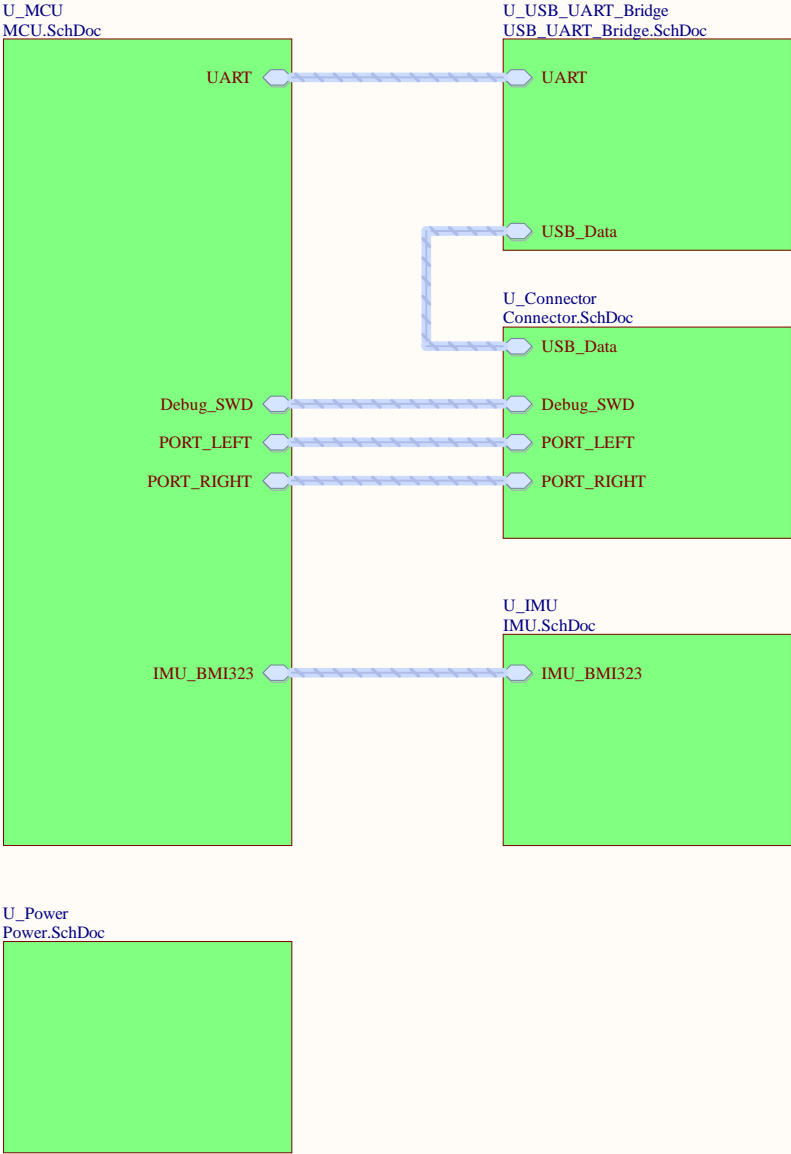 U_MCU
MCU.SchDoc
UART
Debug_SWD
PORT_LEFT
PORT_RIGHT
IMU_BMI323
U_USB_UART_Bridge
USB_UART_Bridge.SchDoc
UART
USB_Data
U_Connector
Connector.SchDoc
USB_Data
Debug_SWD
PORT_LEFT
PORT_RIGHT
U_IMU
IMU.SchDoc
IMU_BMI323
U_Power
Power.SchDoc